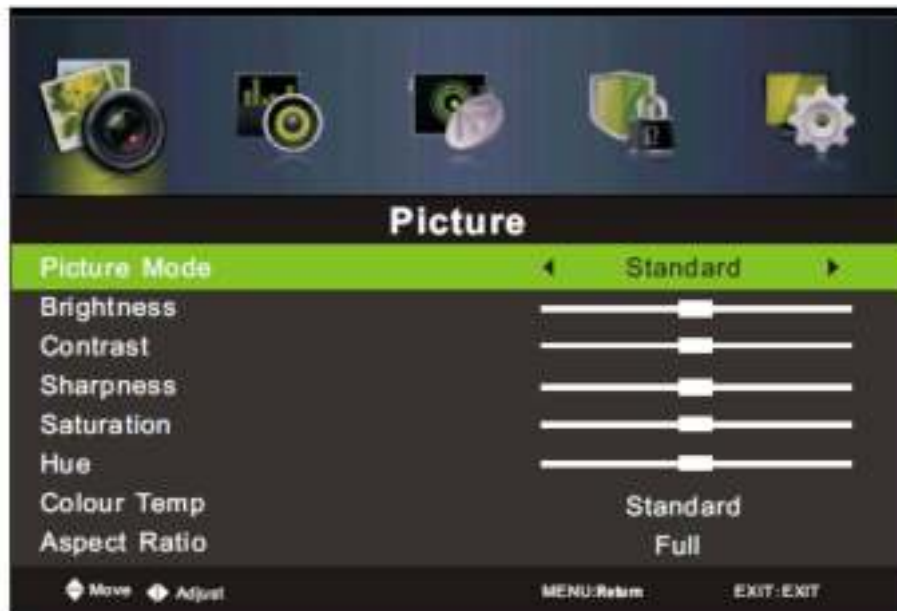 Picture
Picture Mode Standard
Brightness
Contrast
Sharpness
Saturation
Hue
Colour Temp Standard
Aspect Ratio Full
Move Adjust MENU:Return EXIT:EXIT